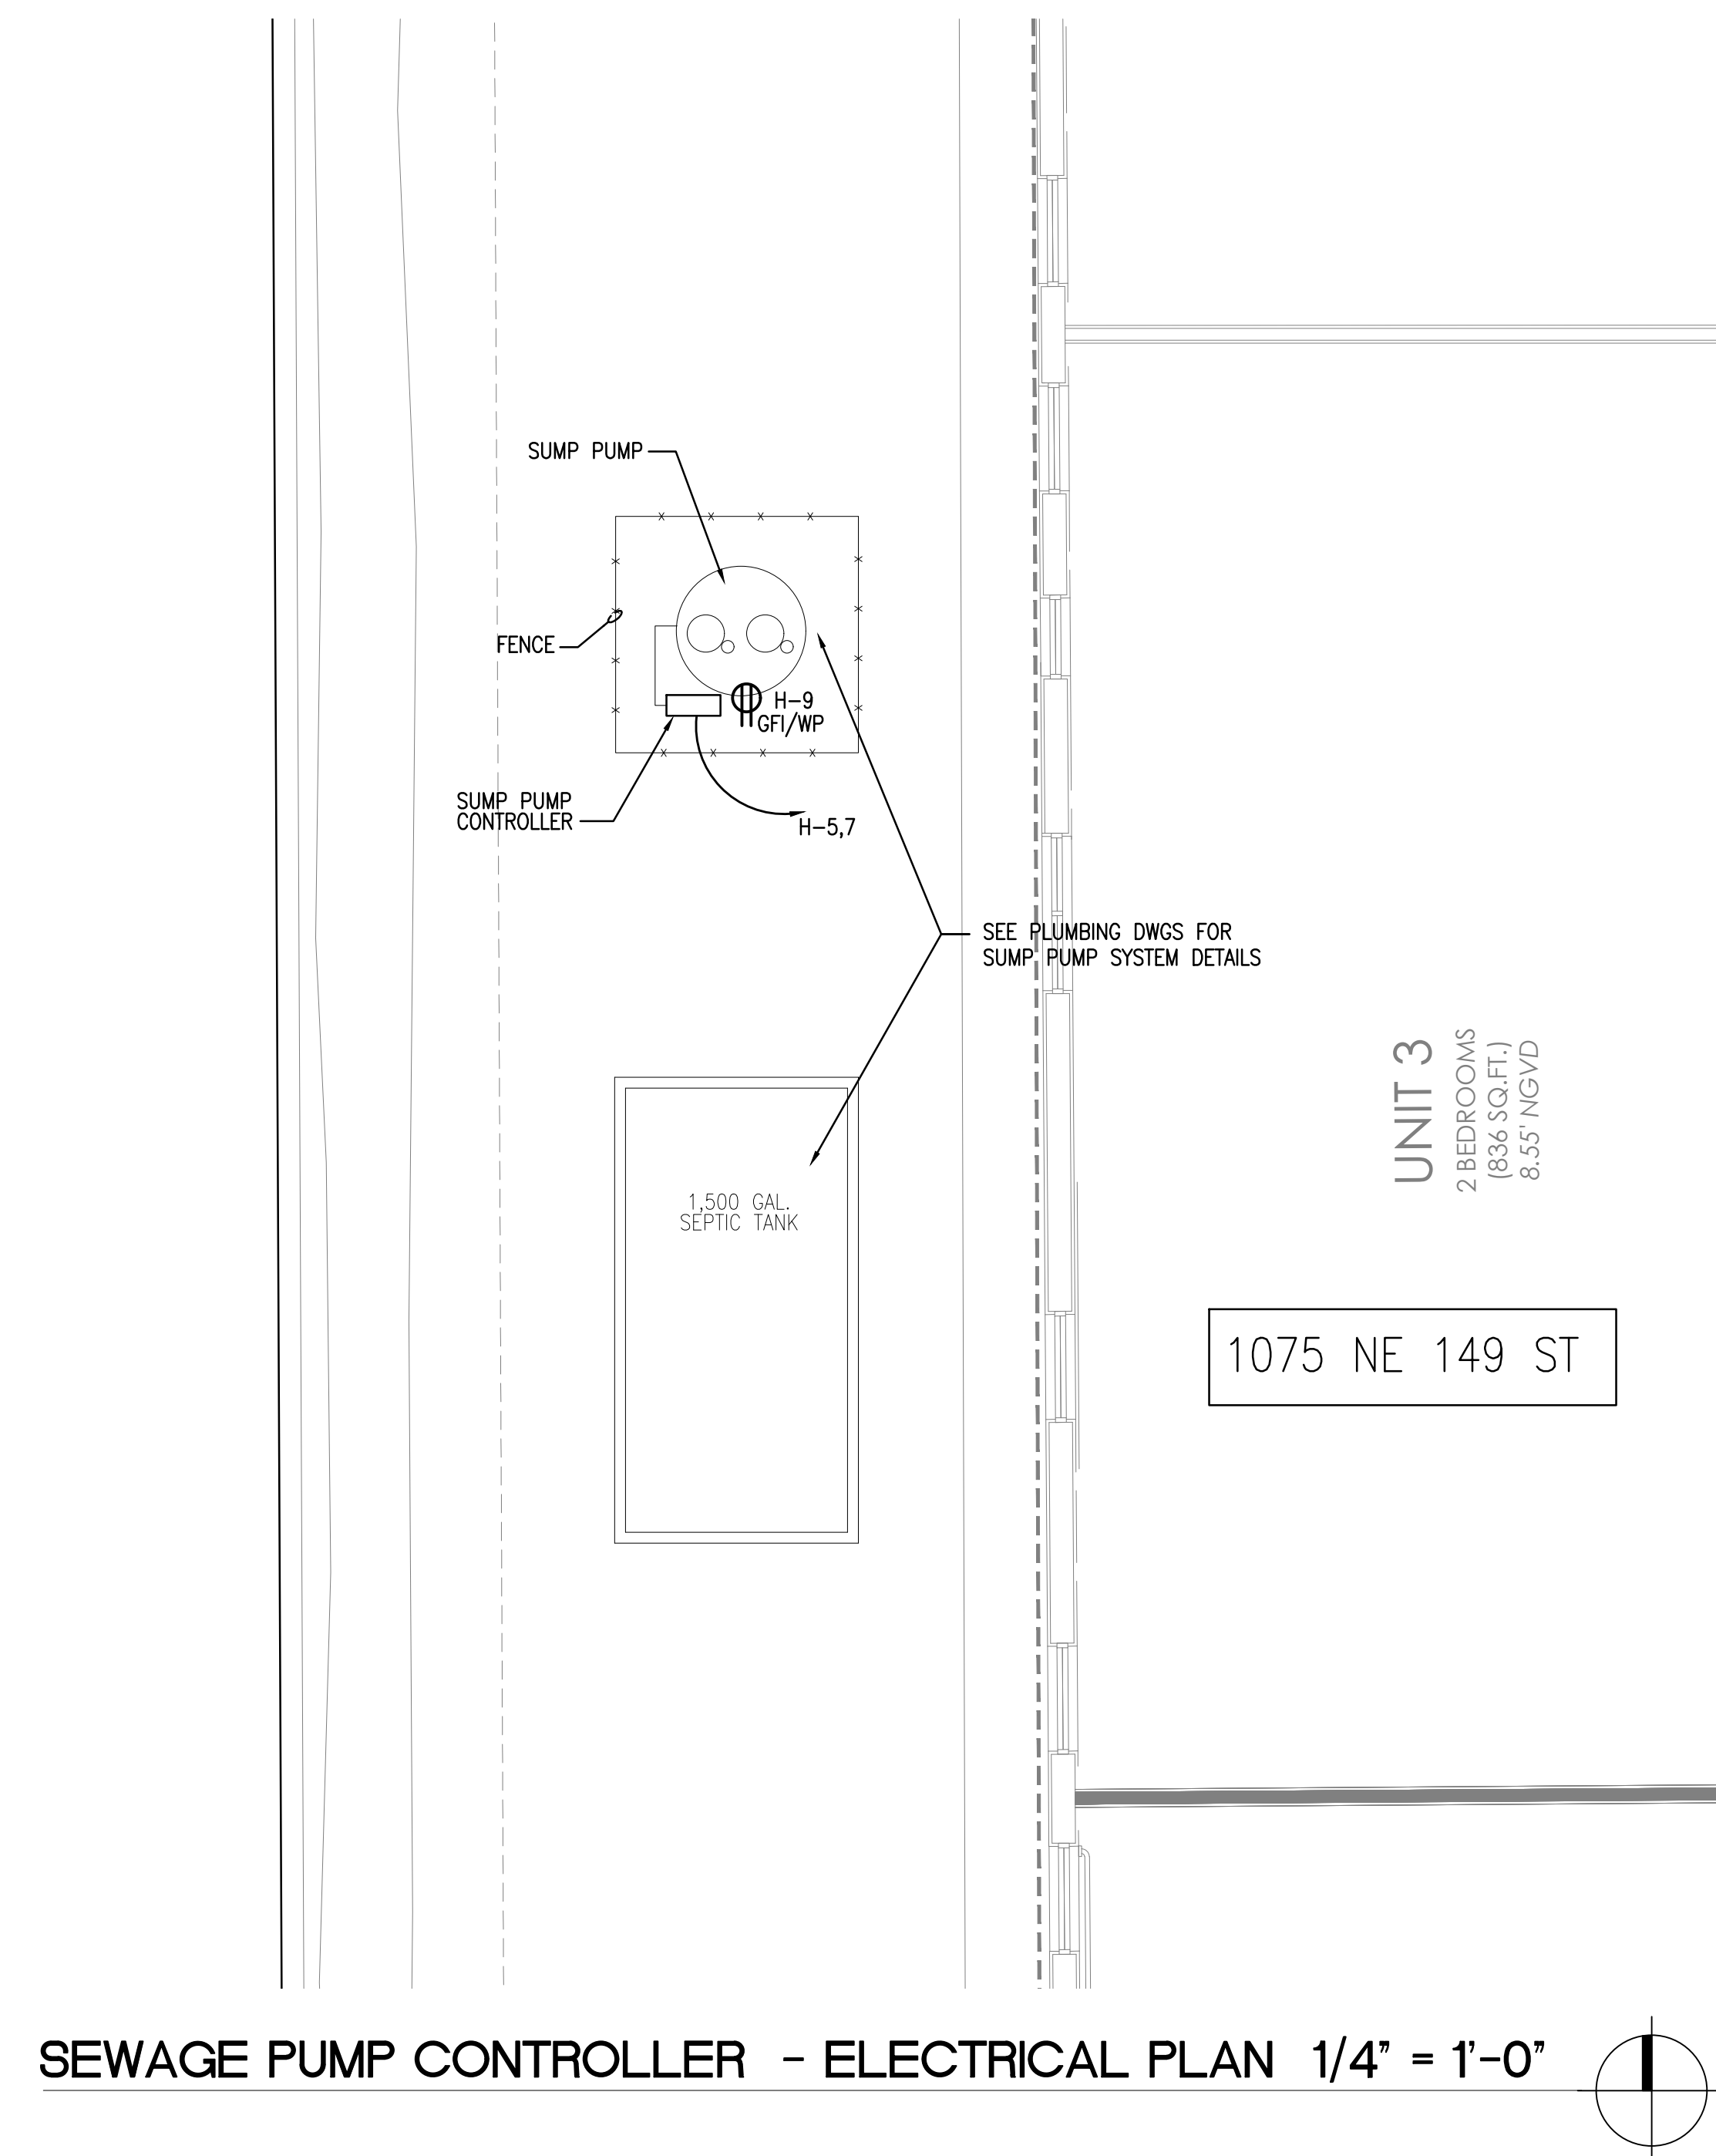 SUMP PUMP
FENCE
H-9
GFI/WP
SUMP PUMP
CONTROLLER
H-5,7
SEE PLUMBING DWGS FOR
SUMP PUMP SYSTEM DETAILS
UNIT 3
2 BEDROOMS
(836 SQ.FT.)
8.55' NGVD
1,500 GAL.
SEPTIC TANK
1075 NE 149 ST
SEWAGE PUMP CONTROLLER - ELECTRICAL PLAN 1/4" = 1'-0"